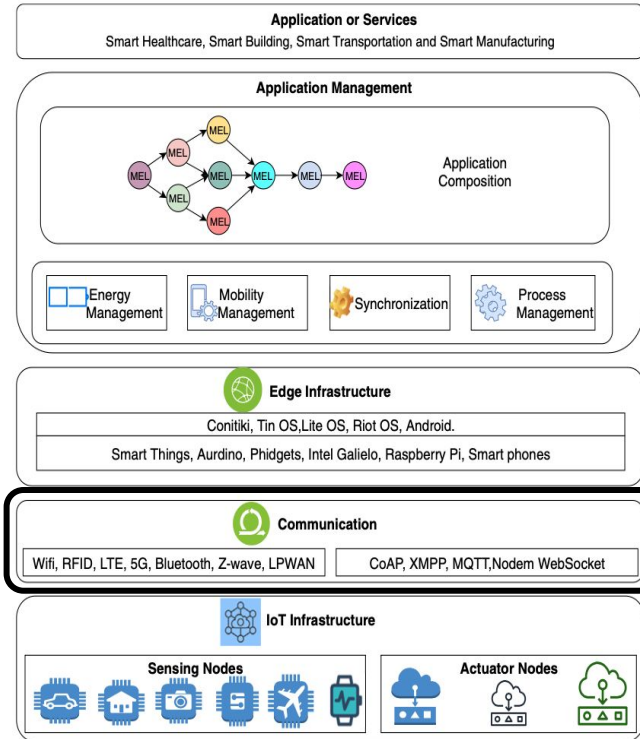 Application or Services
Smart Healthcare, Smart Building, Smart Transportation and Smart Manufacturing
Application Management
MEL
MEL
MEL
MEL
MEL
MEL
MEL
MEL
MEL
Application
Composition
Energy
Management
Mobility
Management
Synchronization
Process
Management
Edge Infrastructure
Conitiki, Tin OS,Lite OS, Riot OS, Android.
Smart Things, Aurdino, Phidgets, Intel Galielo, Raspberry Pi, Smart phones
Communication
Wifi, RFID, LTE, 5G, Bluetooth, Z-wave, LPWAN
CoAP, XMPP, MQTT,Nodem WebSocket
IoT Infrastructure
Sensing Nodes
Actuator Nodes